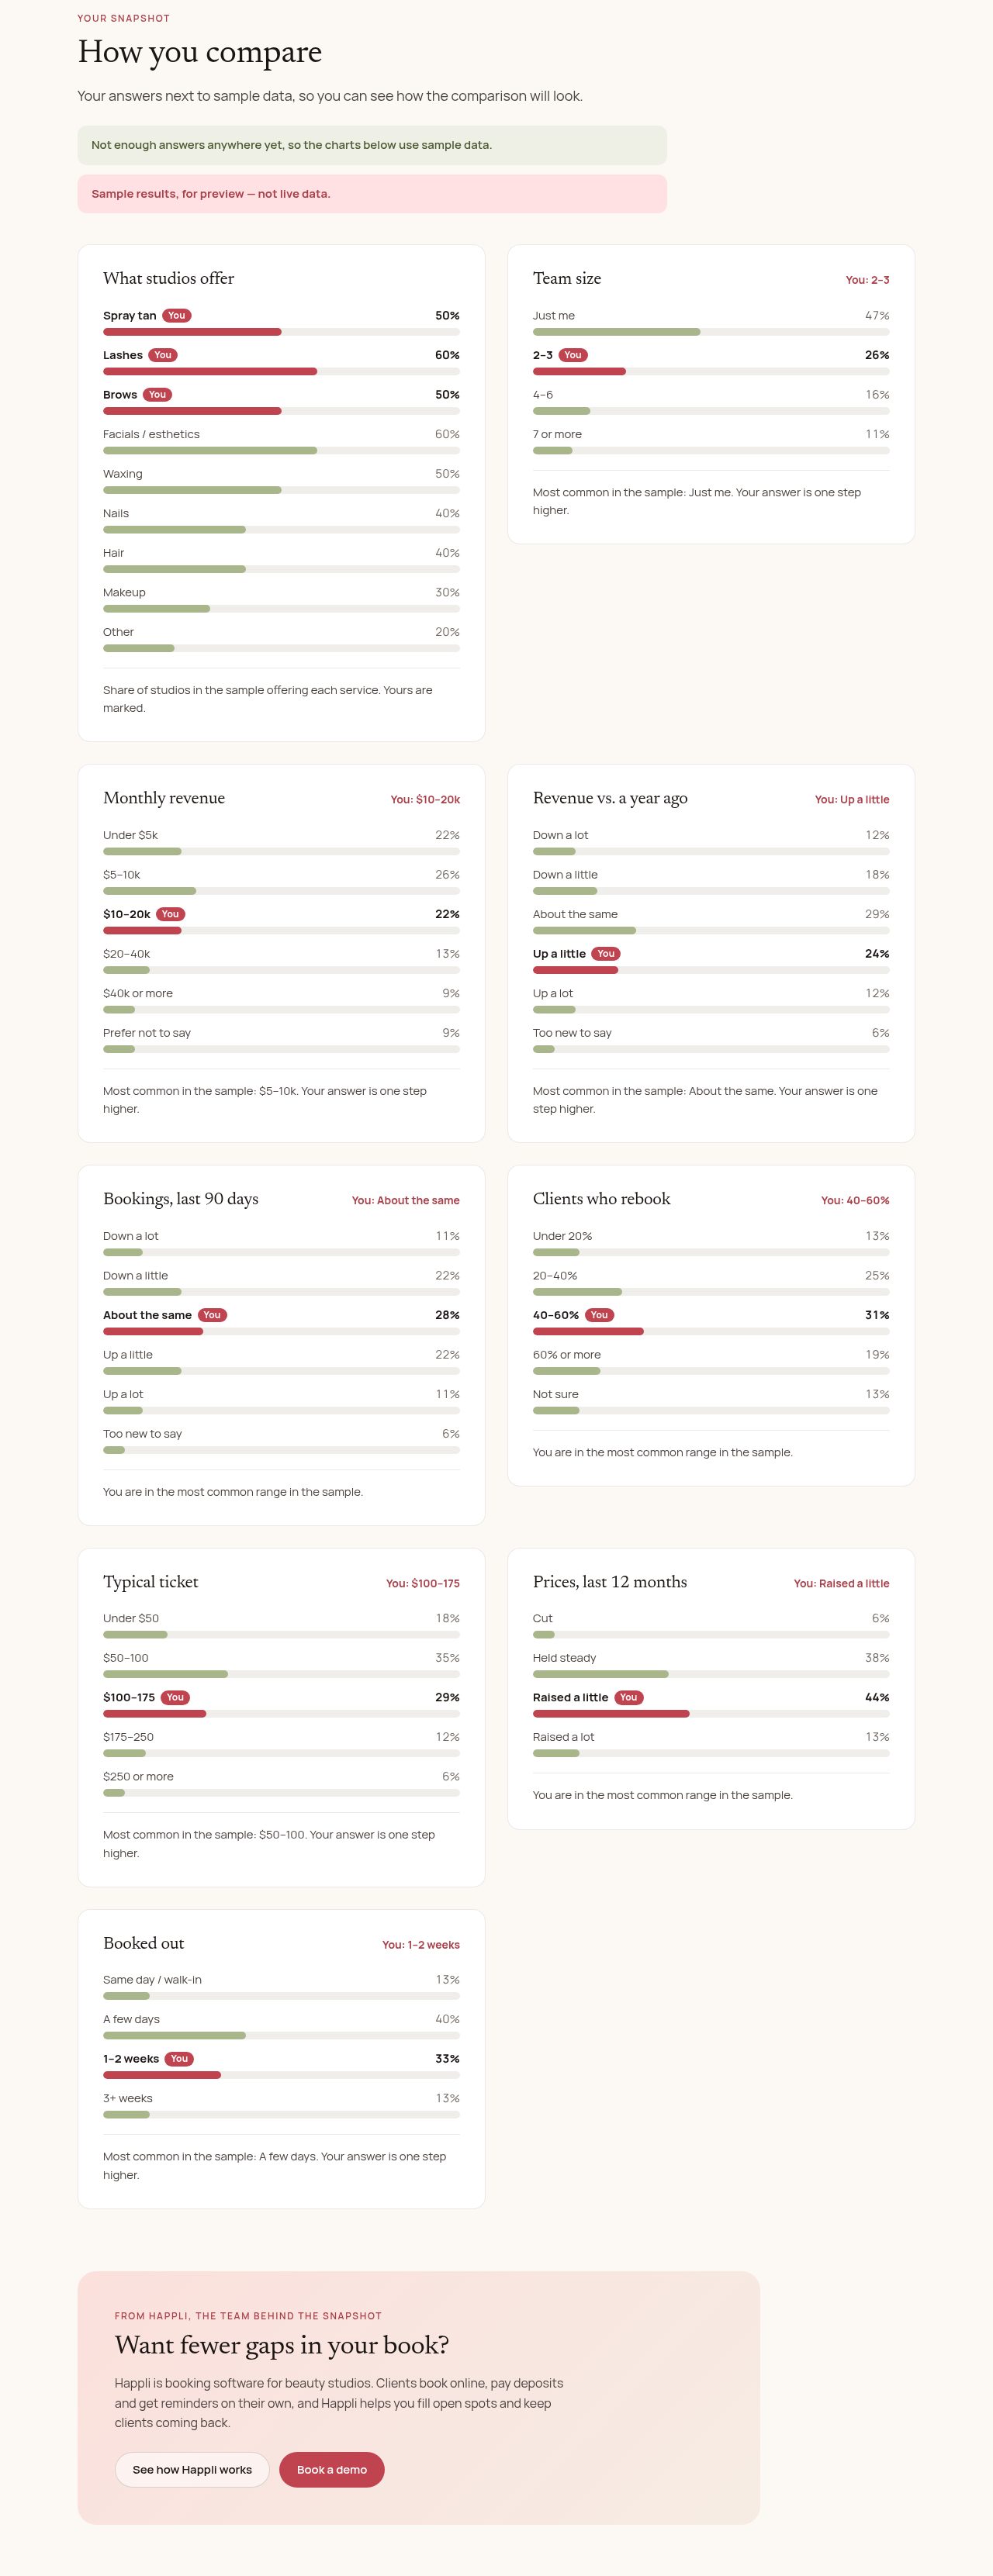 YOUR SNAPSHOT
How you compare
Your answers next to sample data, so you can see how the comparison will look.
Not enough answers anywhere yet, so the charts below use sample data.
Sample results, for preview — not live data.
What studios offer
Spray tan You 50%
Lashes You 60%
Brows You 50%
Facials / esthetics 60%
Waxing 50%
Nails 40%
Hair 40%
Makeup 30%
Other 20%
Share of studios in the sample offering each service. Yours are
marked.
Team size You: 2–3
Just me 47%
2–3 You 26%
4–6 16%
7 or more 11%
Most common in the sample: Just me. Your answer is one step
higher.
Monthly revenue You: $10–20k
Under $5k 22%
$5–10k 26%
$10–20k You 22%
$20–40k 13%
$40k or more 9%
Prefer not to say 9%
Most common in the sample: $5–10k. Your answer is one step
higher.
Revenue vs. a year ago You: Up a little
Down a lot 12%
Down a little 18%
About the same 29%
Up a little You 24%
Up a lot 12%
Too new to say 6%
Most common in the sample: About the same. Your answer is one
step higher.
Bookings, last 90 days You: About the same
Down a lot 11%
Down a little 22%
About the same You 28%
Up a little 22%
Up a lot 11%
Too new to say 6%
You are in the most common range in the sample.
Clients who rebook You: 40–60%
Under 20% 13%
20–40% 25%
40–60% You 31%
60% or more 19%
Not sure 13%
You are in the most common range in the sample.
Typical ticket You: $100–175
Under $50 18%
$50–100 35%
$100–175 You 29%
$175–250 12%
$250 or more 6%
Most common in the sample: $50–100. Your answer is one step
higher.
Prices, last 12 months You: Raised a little
Cut 6%
Held steady 38%
Raised a little You 44%
Raised a lot 13%
You are in the most common range in the sample.
Booked out You: 1–2 weeks
Same day / walk-in 13%
A few days 40%
1–2 weeks You 33%
3+ weeks 13%
Most common in the sample: A few days. Your answer is one step
higher.
FROM HAPPLI, THE TEAM BEHIND THE SNAPSHOT
Want fewer gaps in your book?
Happli is booking software for beauty studios. Clients book online, pay deposits
and get reminders on their own, and Happli helps you fill open spots and keep
clients coming back.
See how Happli works
Book a demo